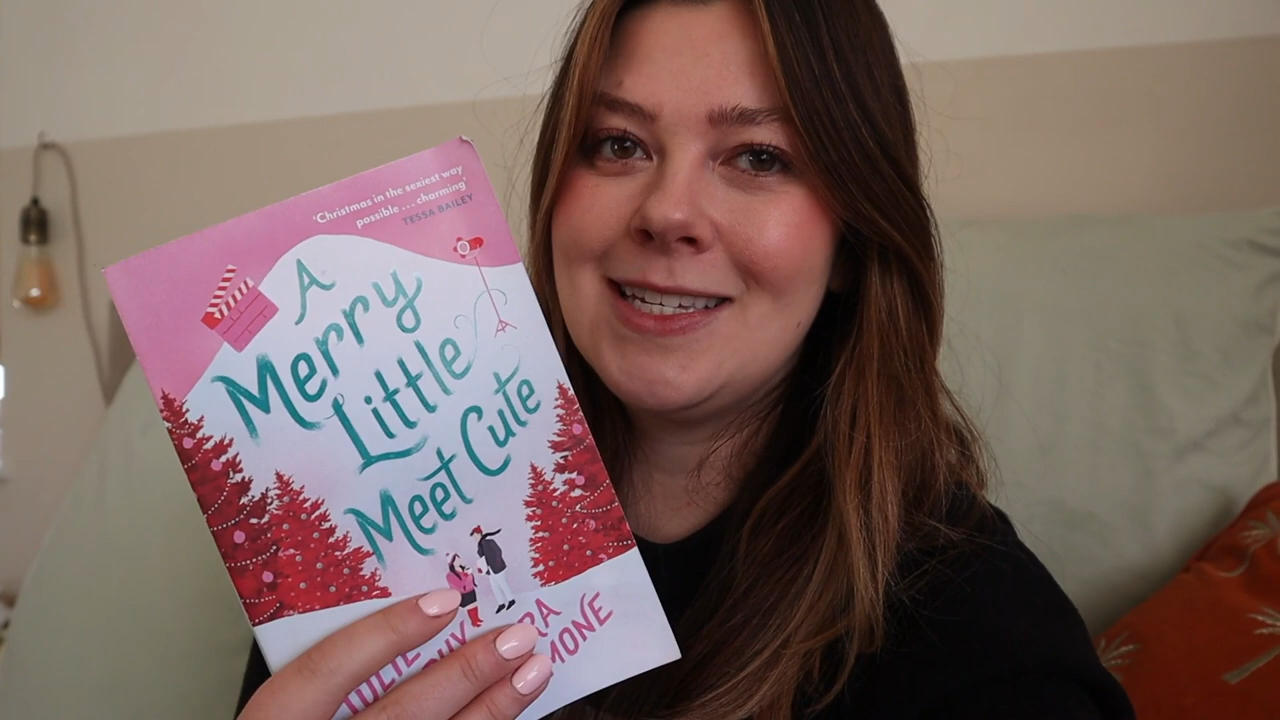 'Christmas in the sexiest way
possible ... charming'
TESSA BAILEY
A
Merry
Little
Meet Cute